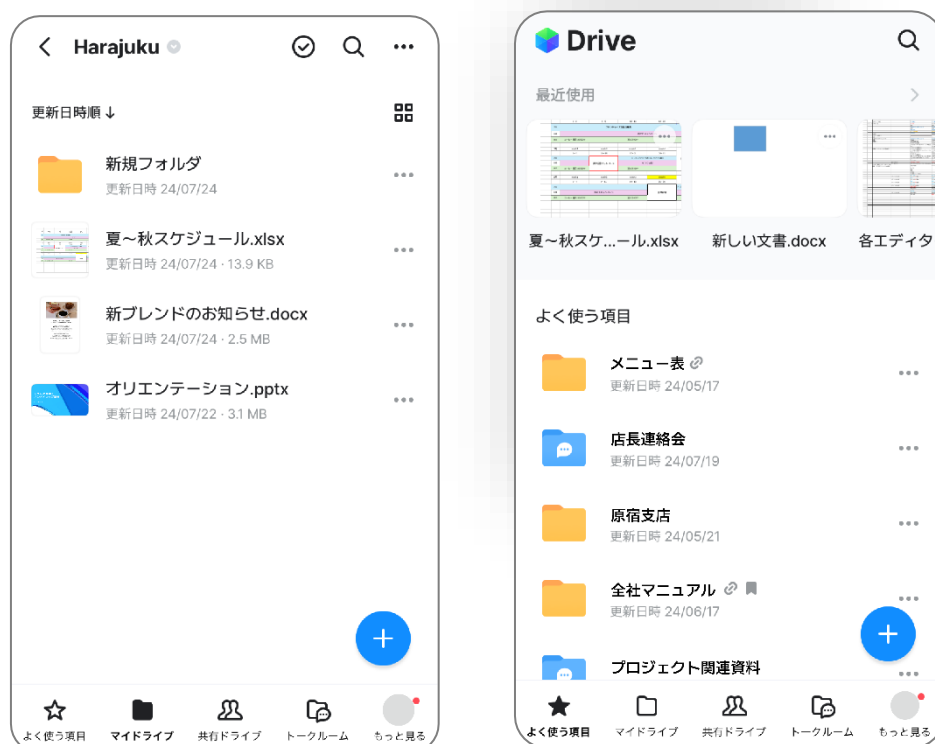 Harajuku
更新日時順↓
新規フォルダ
更新日時 24/07/24
夏~秋スケジュール.xlsx
更新日時 24/07/24 · 13.9 KB
新ブレンドのお知らせ.docx
更新日時 24/07/24 · 2.5 MB
オリエンテーション.pptx
更新日時 24/07/22 · 3.1 MB
よく使う項目
マイドライブ
共有ドライブ
トークルーム
もっと見る
Drive
最近使用
夏~秋スケ...ール.xlsx
新しい文書.docx
各エディタ
よく使う項目
メニュー表
更新日時 24/05/17
店長連絡会
更新日時 24/07/19
原宿支店
更新日時 24/05/21
全社マニュアル
更新日時 24/06/17
プロジェクト関連資料
よく使う項目
マイドライブ
共有ドライブ
トークルーム
もっと見る